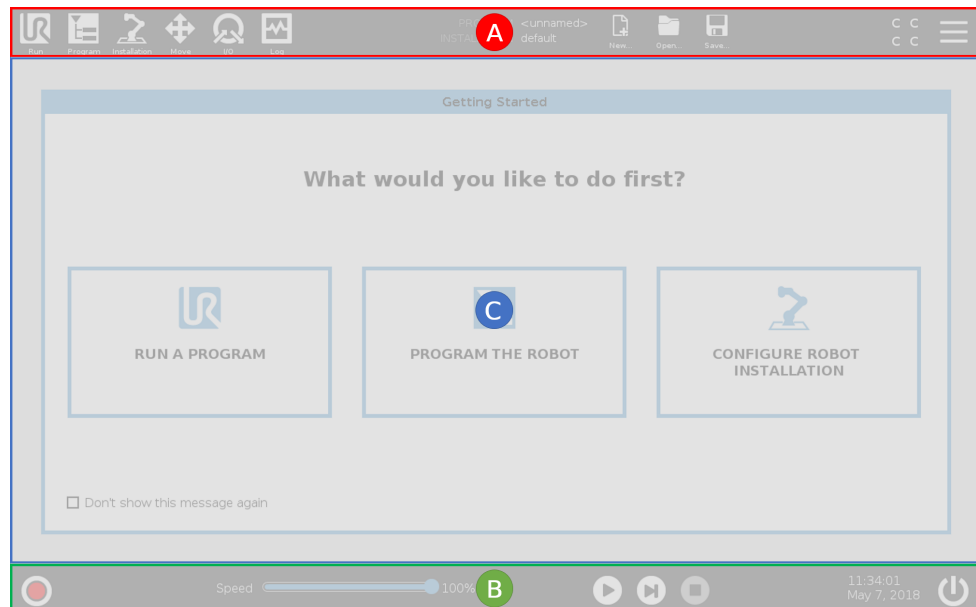 Run Program Installation Move I/O Log
<unnamed>
default
New... Open... Save...
C C
C C
A
Getting Started
What would you like to do first?
C
RUN A PROGRAM
PROGRAM THE ROBOT
CONFIGURE ROBOT
INSTALLATION
Don't show this message again
Speed 100%
B
11:34:01
May 7, 2018